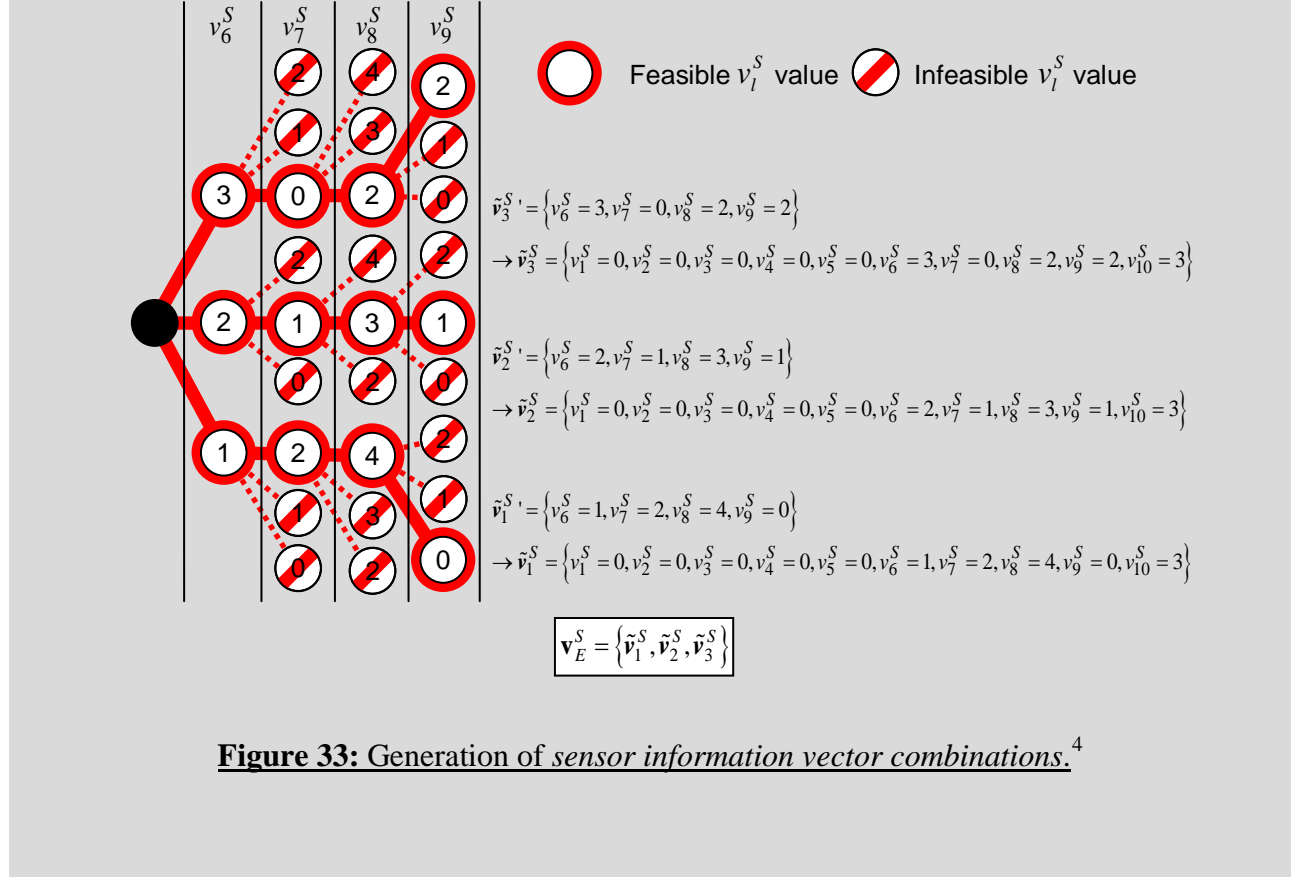 v_6^S v_7^S v_8^S v_9^S
Feasible v_l^S value Infeasible v_l^S value
2 4 2
1 3 1
3 0 2 0
ṽ_3^S ' = {v_6^S = 3, v_7^S = 0, v_8^S = 2, v_9^S = 2}
→ ṽ_3^S = {v_1^S = 0, v_2^S = 0, v_3^S = 0, v_4^S = 0, v_5^S = 0, v_6^S = 3, v_7^S = 0, v_8^S = 2, v_9^S = 2, v_10^S = 3}
2 4 2
2 1 3 1
0 2 0
ṽ_2^S ' = {v_6^S = 2, v_7^S = 1, v_8^S = 3, v_9^S = 1}
→ ṽ_2^S = {v_1^S = 0, v_2^S = 0, v_3^S = 0, v_4^S = 0, v_5^S = 0, v_6^S = 2, v_7^S = 1, v_8^S = 3, v_9^S = 1, v_10^S = 3}
1 2 4 2
1 3 1
0 2 0
ṽ_1^S ' = {v_6^S = 1, v_7^S = 2, v_8^S = 4, v_9^S = 0}
→ ṽ_1^S = {v_1^S = 0, v_2^S = 0, v_3^S = 0, v_4^S = 0, v_5^S = 0, v_6^S = 1, v_7^S = 2, v_8^S = 4, v_9^S = 0, v_10^S = 3}
v_E^S = {ṽ_1^S, ṽ_2^S, ṽ_3^S}
Figure 33: Generation of sensor information vector combinations.^4